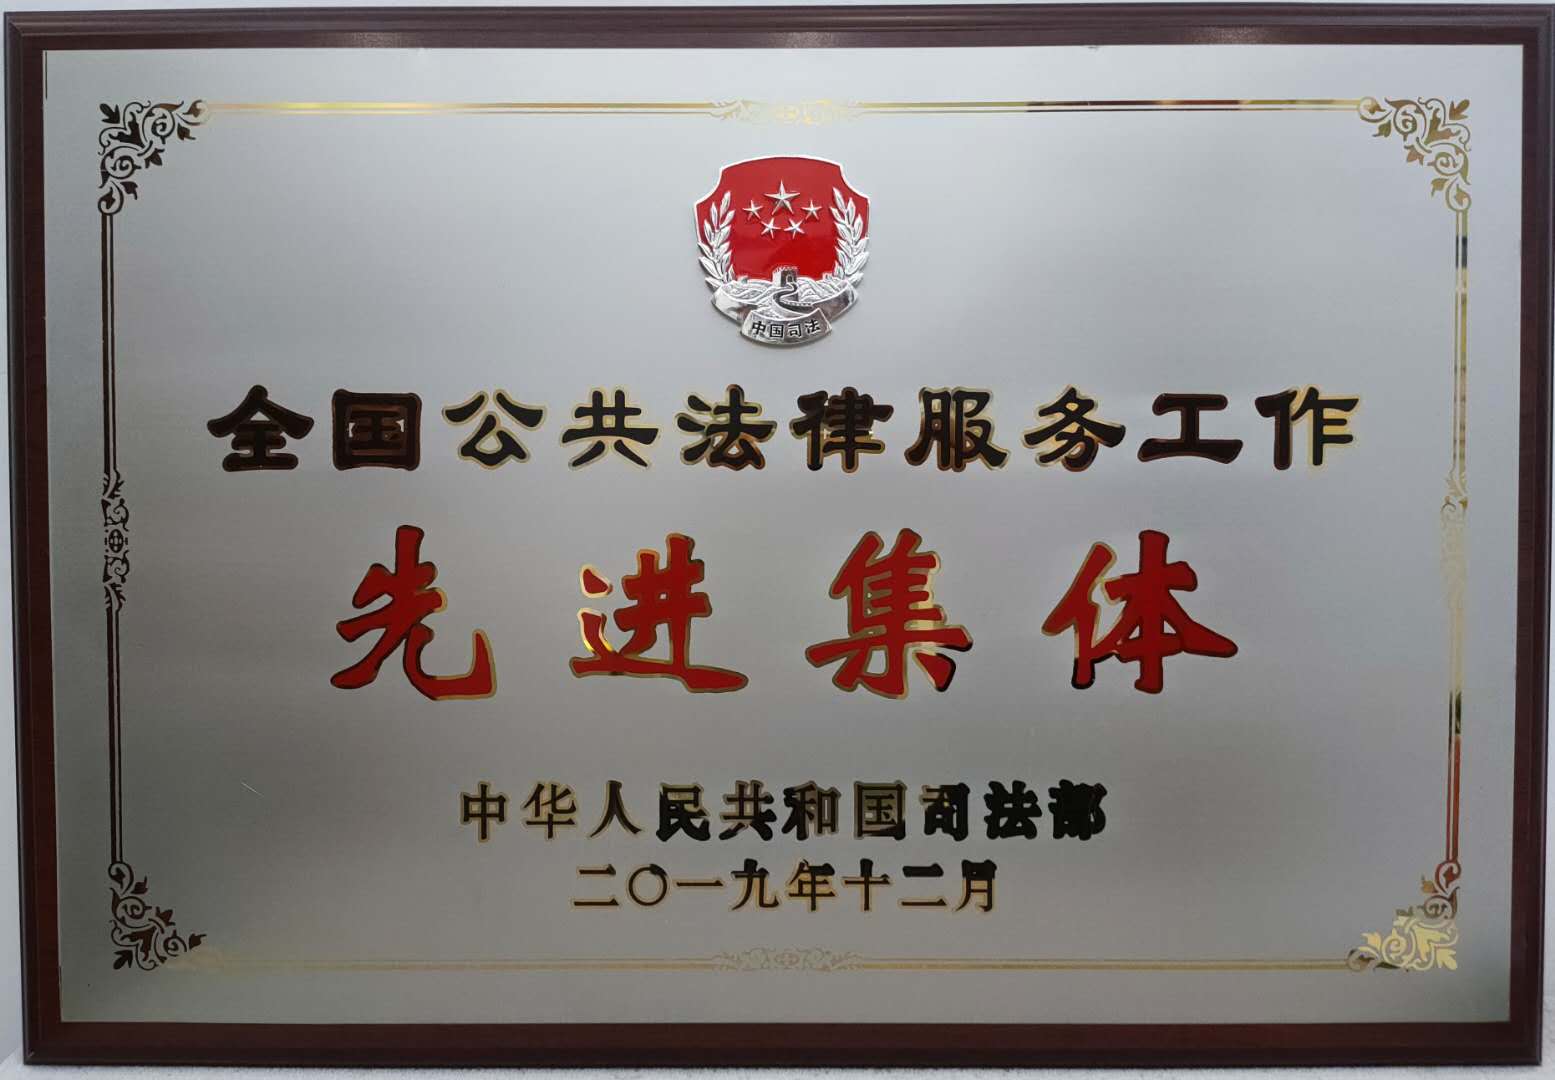 中国司法
全国公共法律服务工作
先进集体
中华人民共和国司法部
二〇一九年十二月